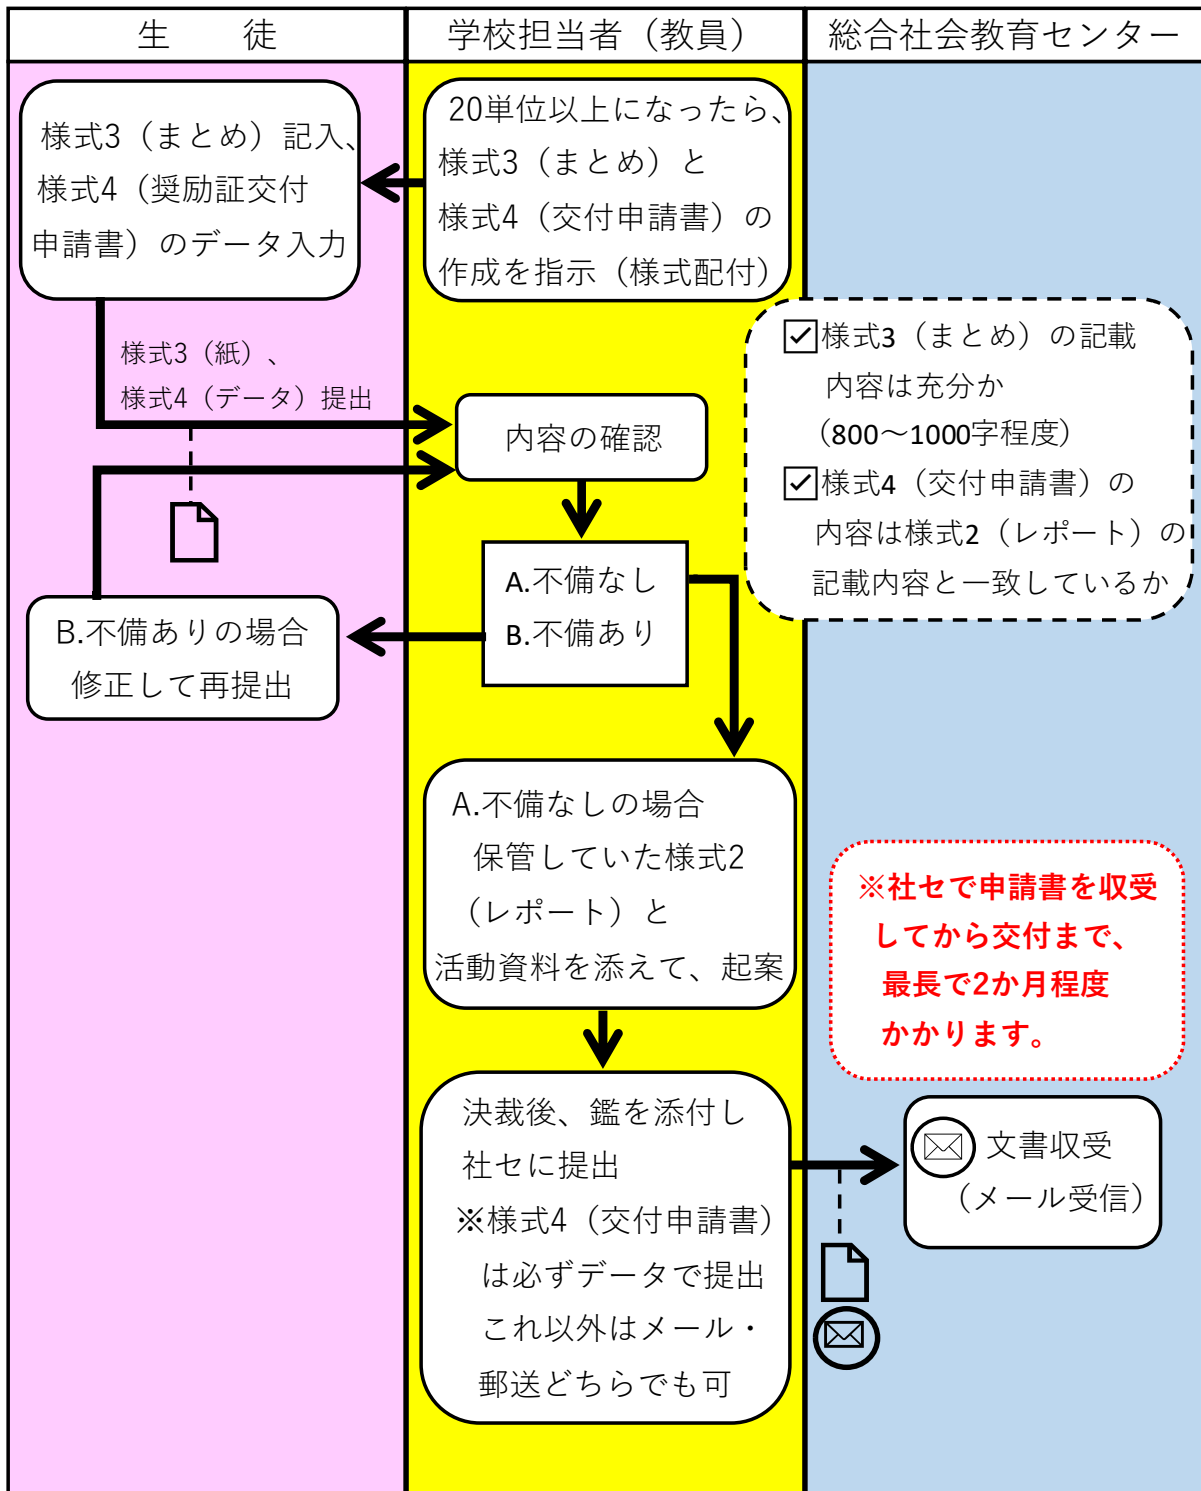 生　徒
学校担当者（教員）
総合社会教育センター
様式3（まとめ）記入、
様式4（奨励証交付
申請書）のデータ入力
20単位以上になったら、
様式3（まとめ）と
様式4（交付申請書）の
作成を指示（様式配付）
様式3（紙）、
様式4（データ）提出
内容の確認
☑様式3（まとめ）の記載
内容は充分か
（800～1000字程度）
☑様式4（交付申請書）の
内容は様式2（レポート）の
記載内容と一致しているか
A.不備なし
B.不備あり
B.不備ありの場合
修正して再提出
A.不備なしの場合
保管していた様式2
（レポート）と
活動資料を添えて、起案
※社セで申請書を収受
してから交付まで、
最長で2か月程度
かかります。
決裁後、鑑を添付し
社セに提出
※様式4（交付申請書）
は必ずデータで提出
これ以外はメール・
郵送どちらでも可
文書収受
（メール受信）